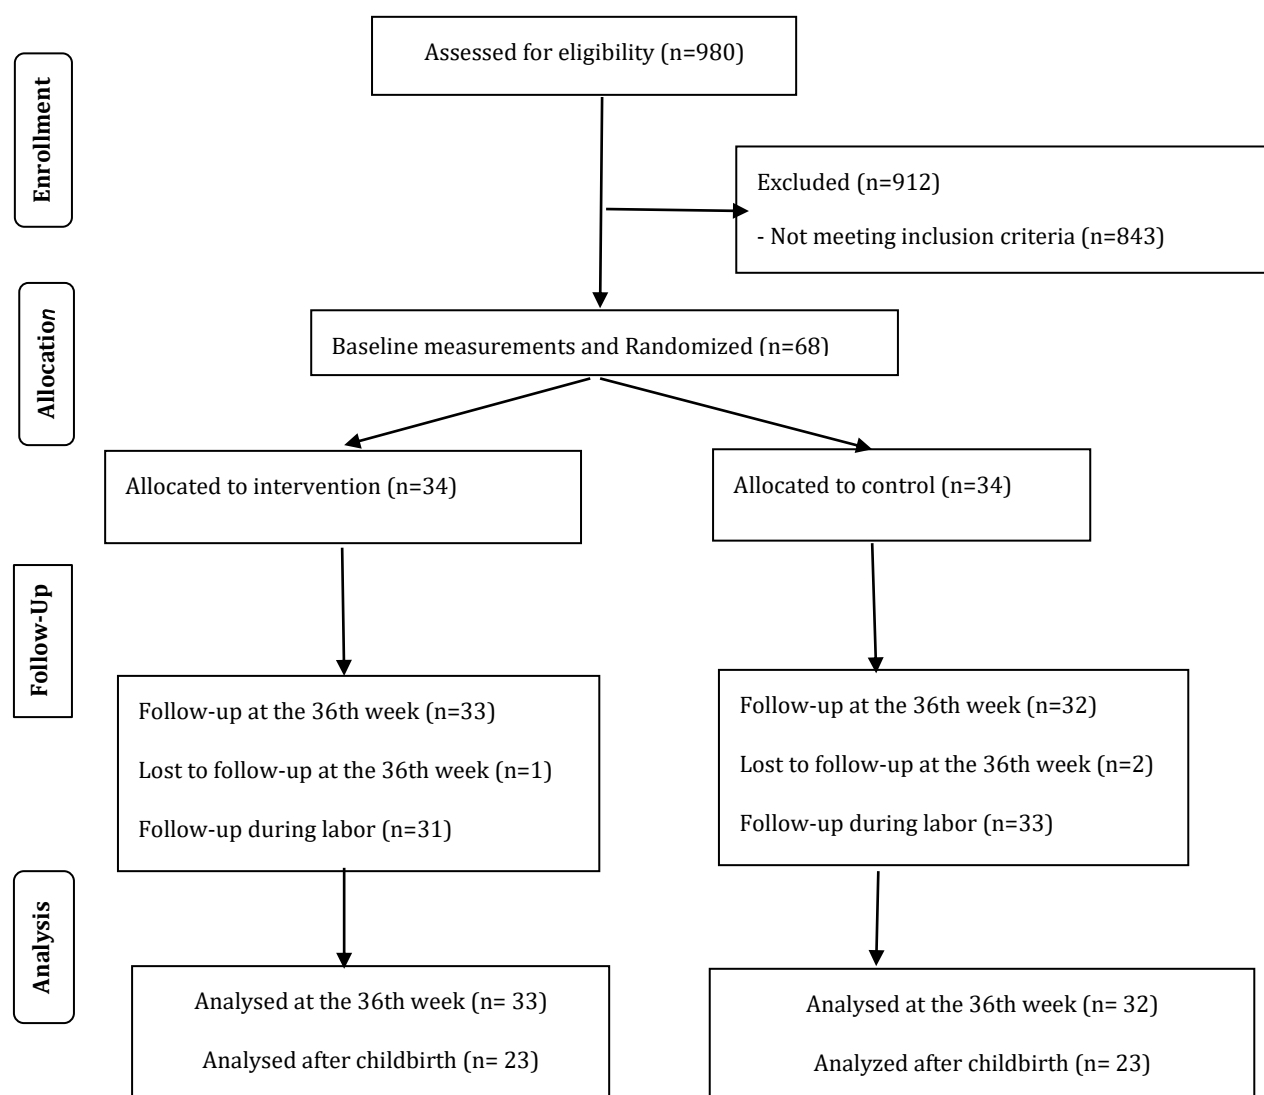 Assessed for eligibility (n=980)
Enrollment
Excluded (n=912)
- Not meeting inclusion criteria (n=843)
Allocation
Baseline measurements and Randomized (n=68)
Allocated to intervention (n=34)
Allocated to control (n=34)
Follow-Up
Follow-up at the 36th week (n=33)
Lost to follow-up at the 36th week (n=1)
Follow-up during labor (n=31)
Follow-up at the 36th week (n=32)
Lost to follow-up at the 36th week (n=2)
Follow-up during labor (n=33)
Analysis
Analysed at the 36th week (n= 33)
Analysed after childbirth (n= 23)
Analysed at the 36th week (n= 32)
Analyzed after childbirth (n= 23)